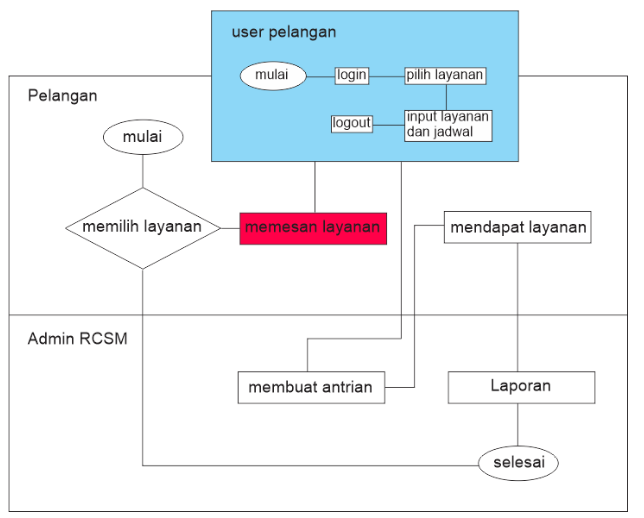 user pelangan
mulai
login
pilih layanan
logout
input layanan
dan jadwal
Pelangan
mulai
memilih layanan
memesan layanan
mendapat layanan
Admin RCSM
membuat antrian
Laporan
selesai